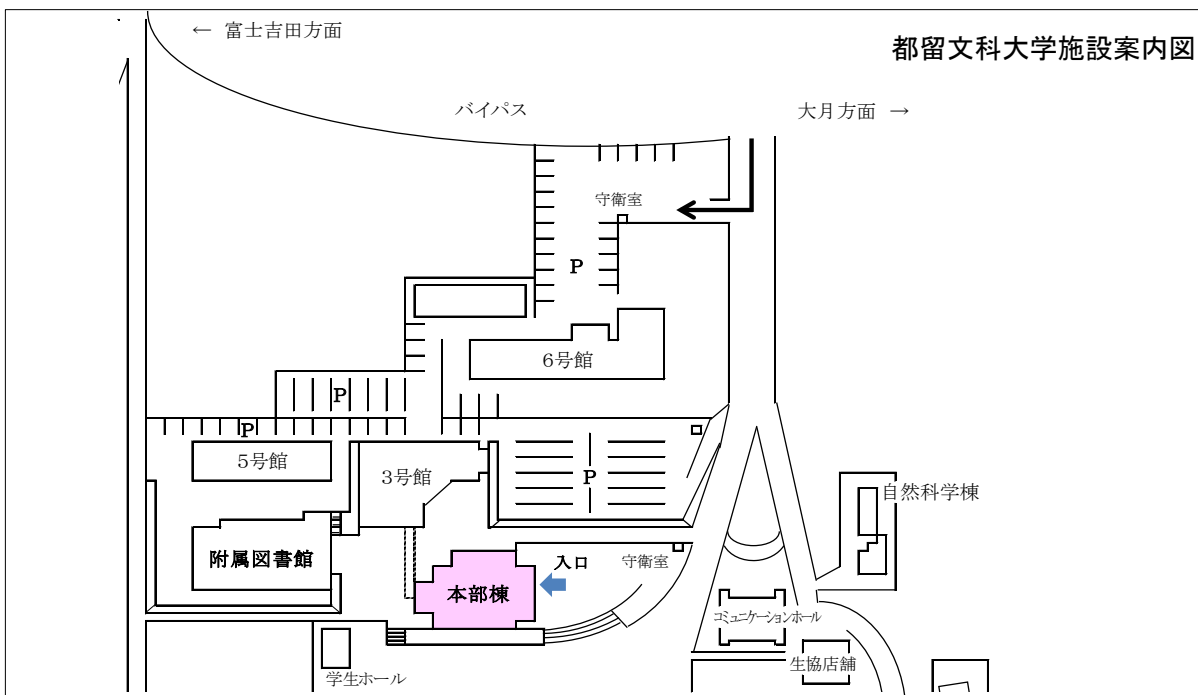 ← 富士吉田方面
都留文科大学施設案内図
バイパス
大月方面 →
守衛室
P
6号館
P
P
5号館
3号館
P
自然科学棟
附属図書館
入口
守衛室
本部棟
コミュニケーションホール
生協店舗
学生ホール